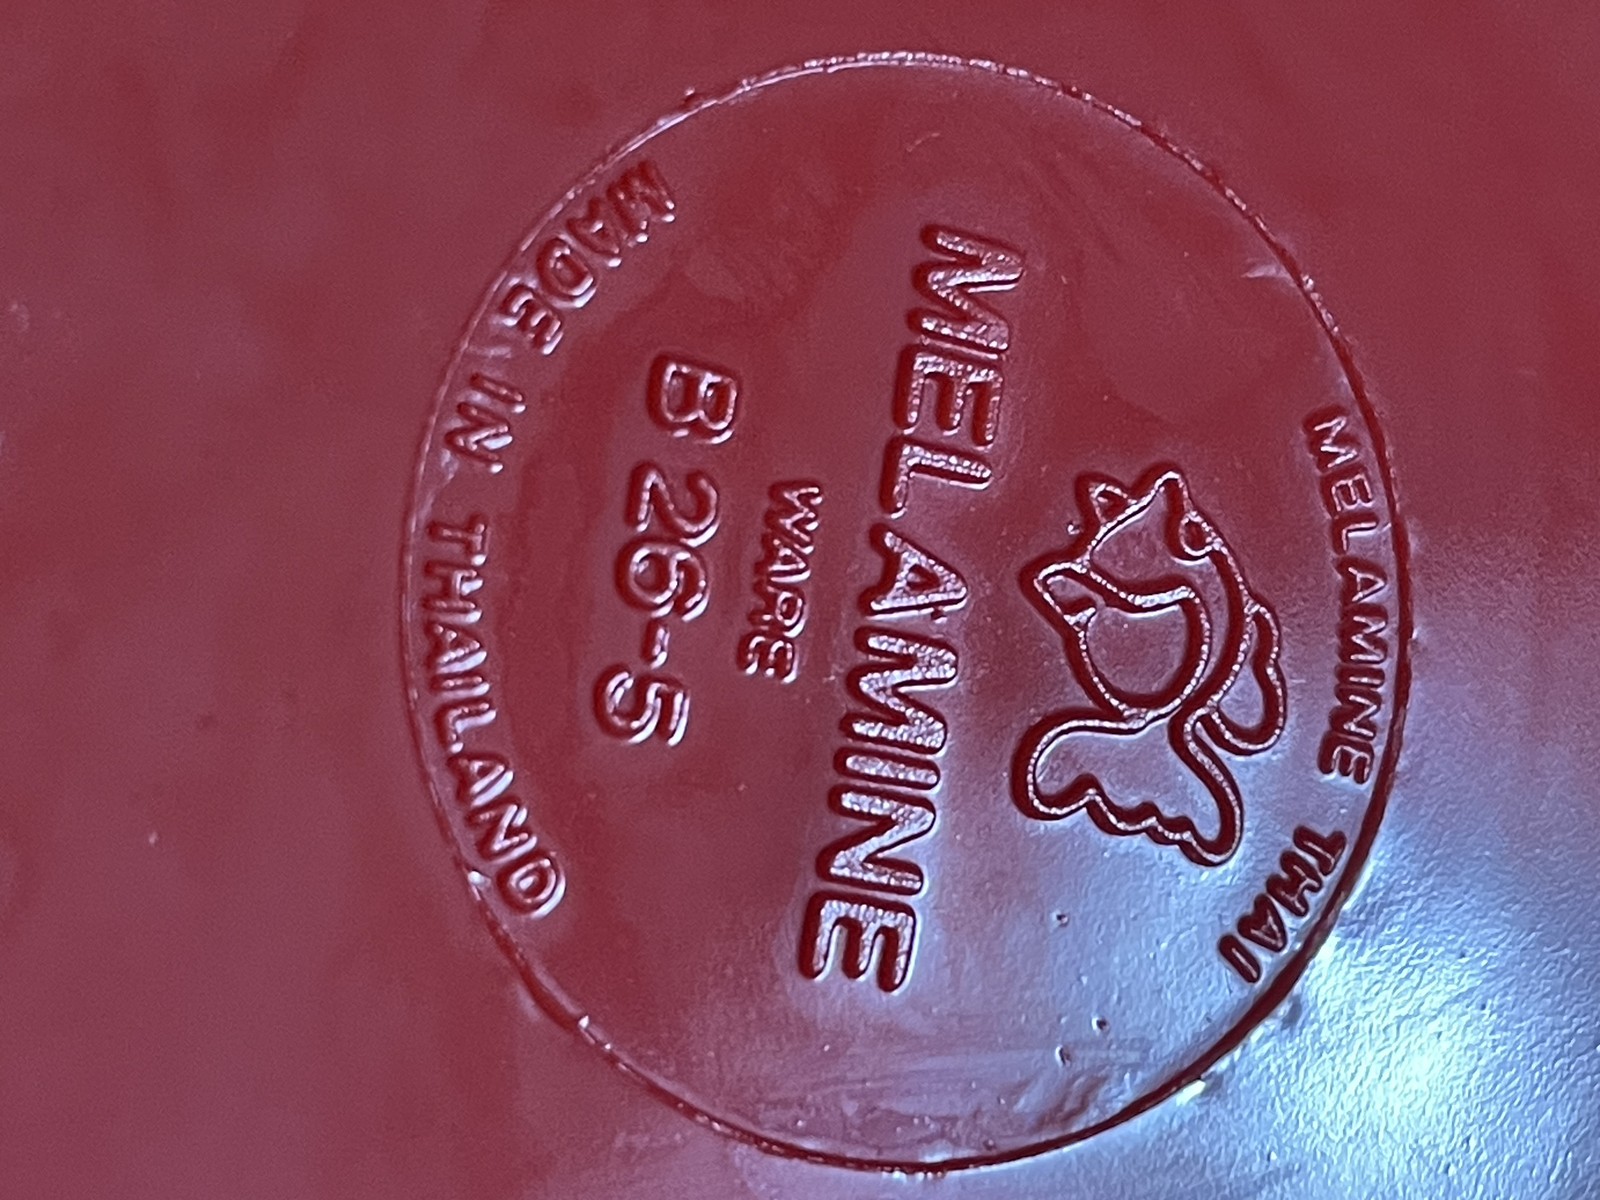 MELAMINE THAI
MELAMINE
WARE
B 26-5
MADE IN THAILAND